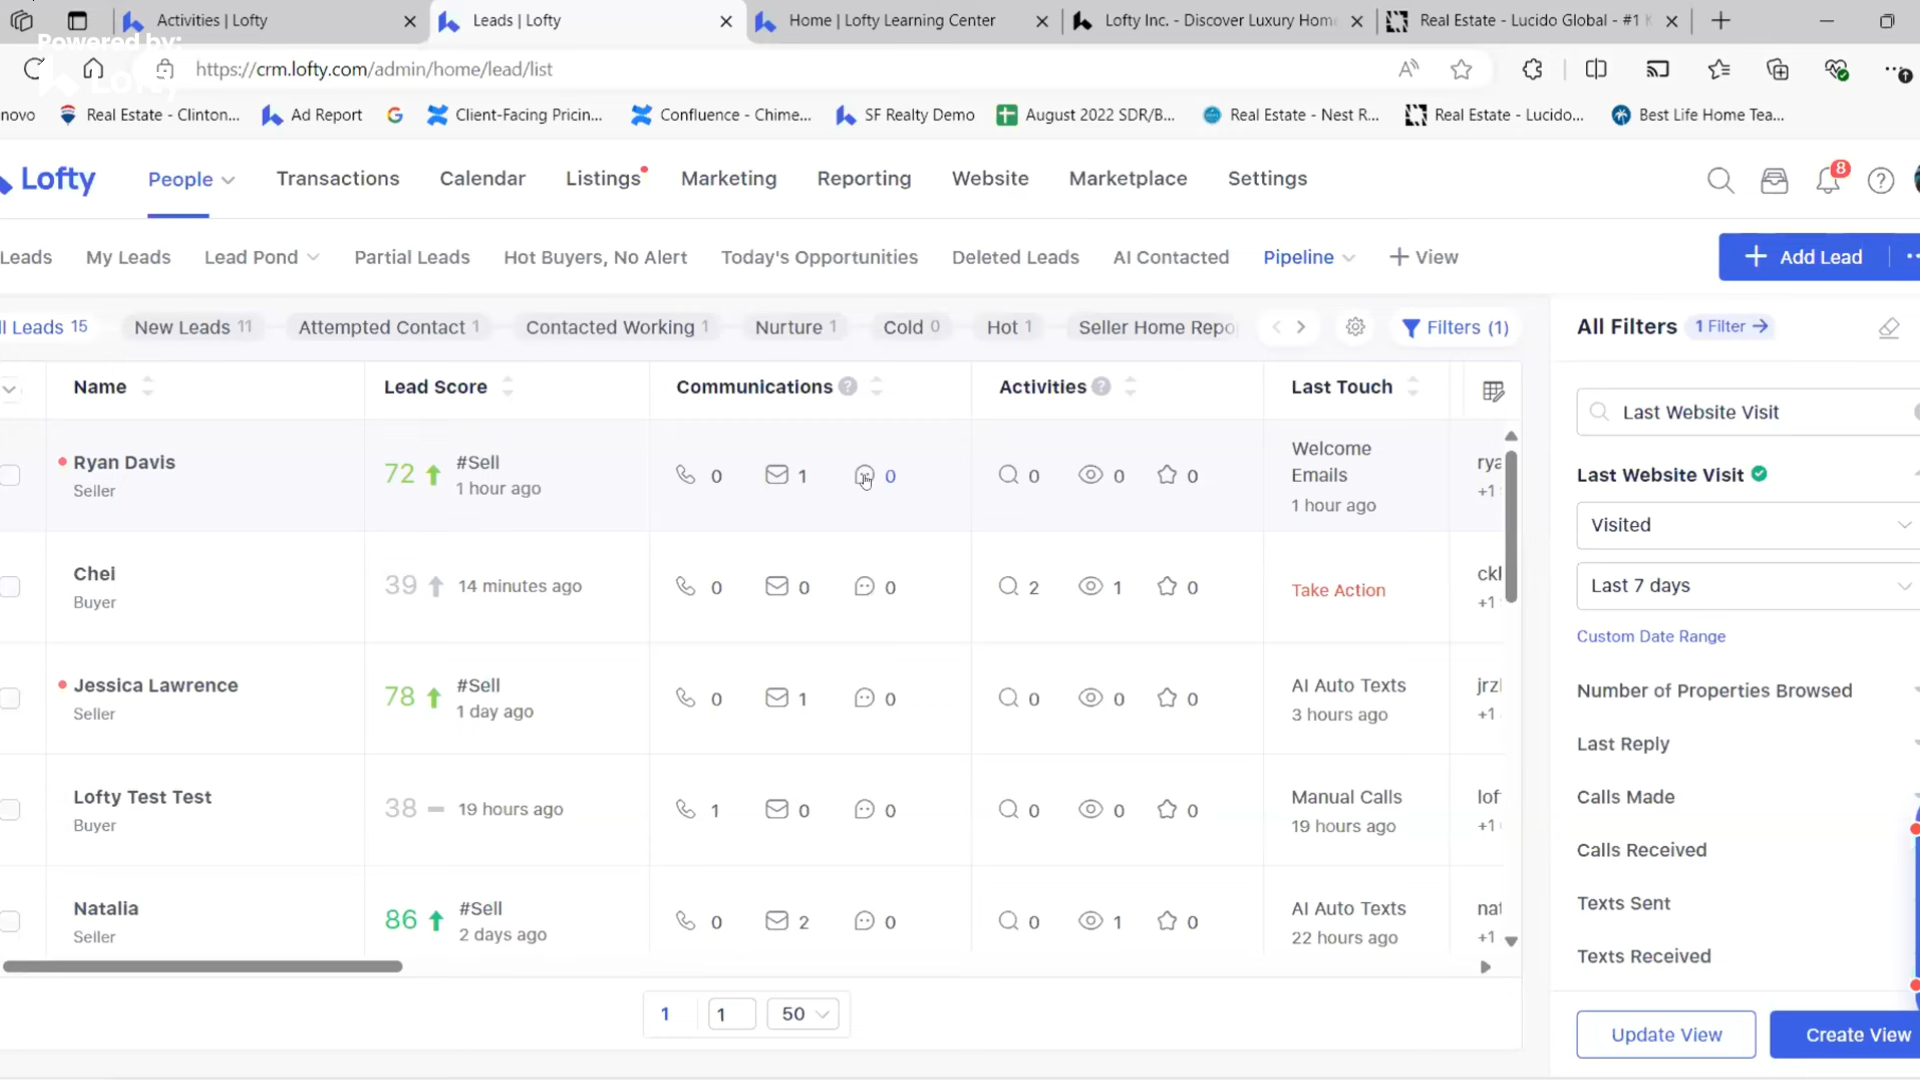 Activities | Lofty
Leads | Lofty
Home | Lofty Learning Center
Lofty Inc. - Discover Luxury Hom
Real Estate - Lucido Global - #1
Powered by:
Lofty
https://crm.lofty.com/admin/home/lead/list
novo
Real Estate - Clinton...
Ad Report
Client-Facing Pricin...
Confluence - Chime...
SF Realty Demo
August 2022 SDR/B...
Real Estate - Nest R...
Real Estate - Lucido...
Best Life Home Tea...
Lofty
People
Transactions
Calendar
Listings
Marketing
Reporting
Website
Marketplace
Settings
8
Leads
My Leads
Lead Pond
Partial Leads
Hot Buyers, No Alert
Today's Opportunities
Deleted Leads
AI Contacted
Pipeline
+ View
+ Add Lead
ll Leads 15
New Leads 11
Attempted Contact 1
Contacted Working 1
Nurture 1
Cold 0
Hot 1
Seller Home Repo
Filters (1)
All Filters
1 Filter →
Name
Lead Score
Communications ?
Activities ?
Last Touch
Last Website Visit
Ryan Davis
Seller
72
#Sell
1 hour ago
0
1
0
0
0
0
Welcome
Emails
1 hour ago
rya
+1
Last Website Visit
Visited
Chei
Buyer
39
14 minutes ago
0
0
0
2
1
0
Take Action
ckl
+1
Last 7 days
Custom Date Range
Jessica Lawrence
Seller
78
#Sell
1 day ago
0
1
0
0
0
0
AI Auto Texts
3 hours ago
jrzl
+1
Number of Properties Browsed
Last Reply
Lofty Test Test
Buyer
38
19 hours ago
1
0
0
0
0
0
Manual Calls
19 hours ago
lof
+1
Calls Made
Calls Received
Natalia
Seller
86
#Sell
2 days ago
0
2
0
0
1
0
AI Auto Texts
22 hours ago
nat
+1
Texts Sent
Texts Received
1
1
50
Update View
Create View